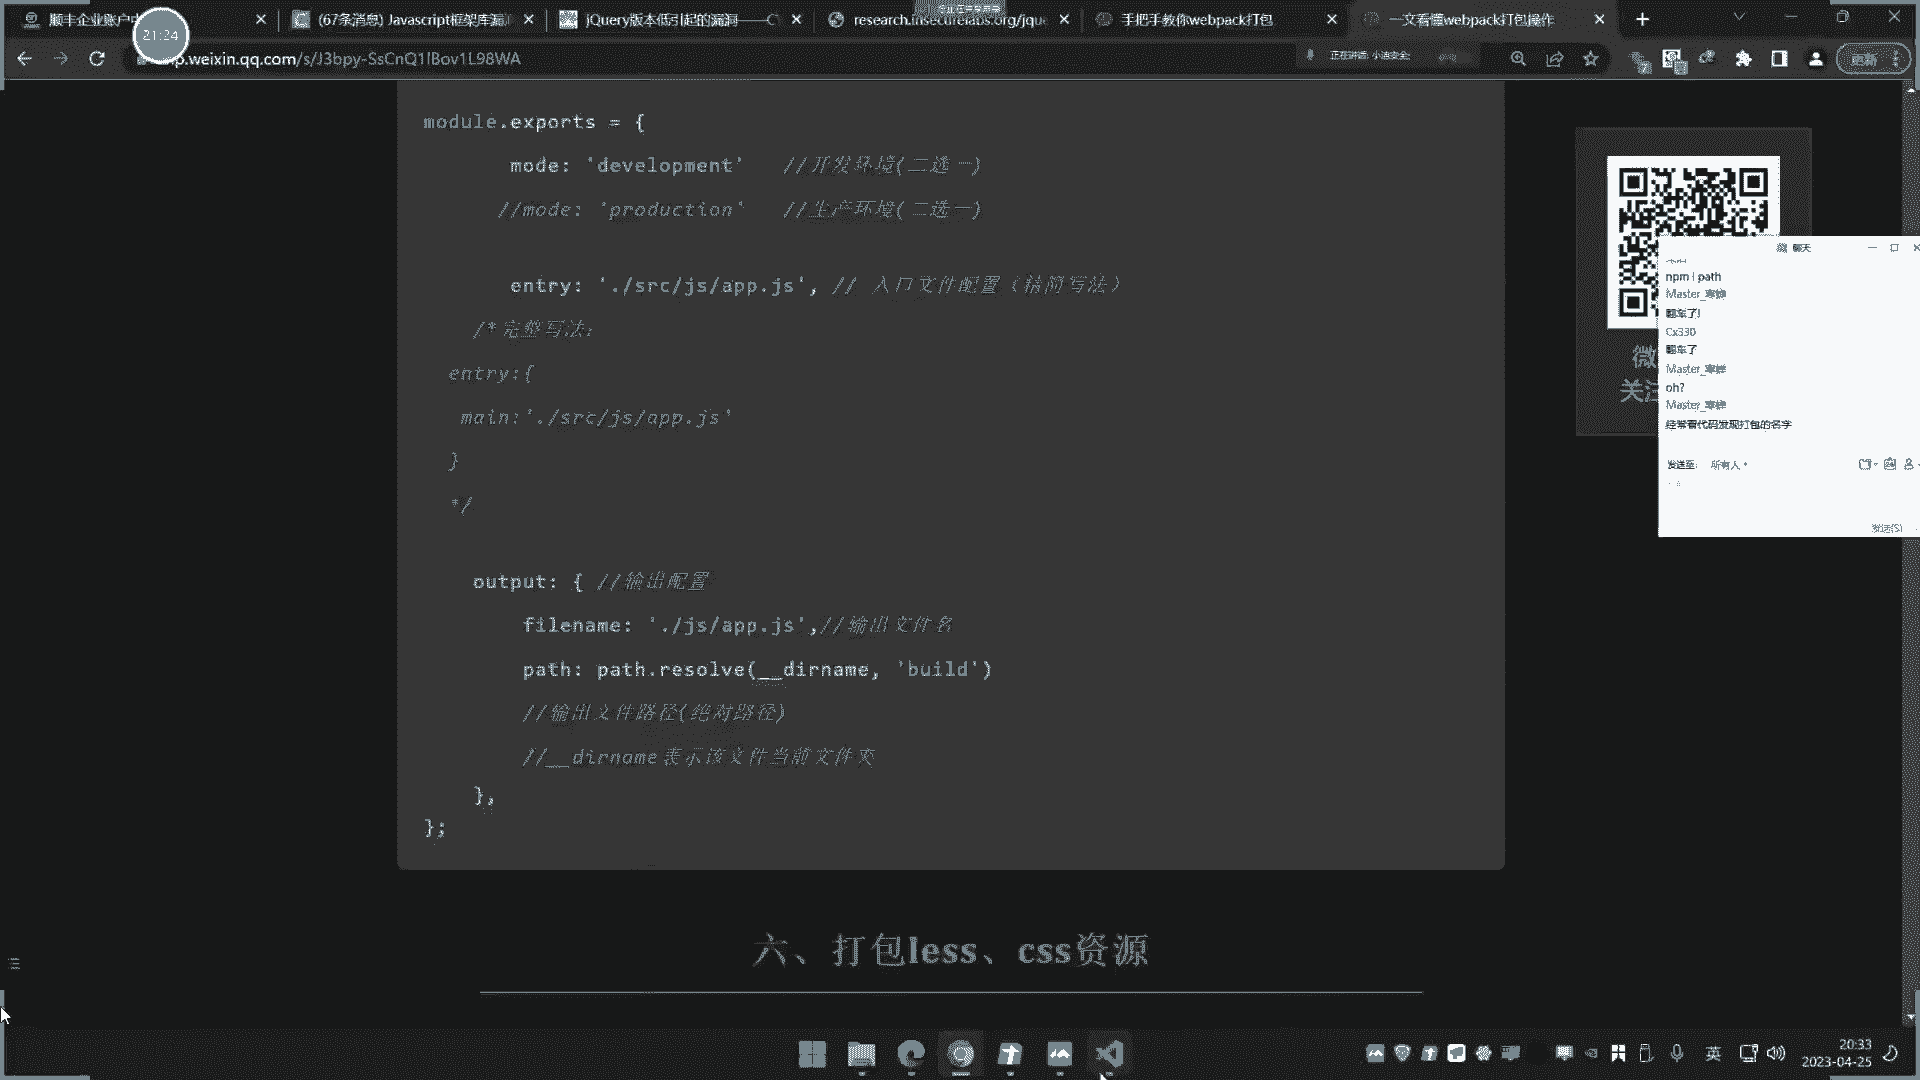 顺丰企业账户中
(67条消息) Javascript框架库漏
jQuery版本低引起的漏洞——C
research.insecurelabs.org/jque
手把手教你webpack打包
一文看懂webpack打包操作
21:24
p.weixin.qq.com/s/J3bpy-SsCnQ1lBov1L98WA
正在讲话: 小迪安全;
更新
module.exports = {
mode: 'development' //开发环境(二选一)
//mode: 'production' //生产环境(二选一)
entry: './src/js/app.js', // 入口文件配置（精简写法）
/*完整写法:
entry:{
main:'./src/js/app.js'
}
*/
output: { //输出配置
filename: './js/app.js',//输出文件名
path: path.resolve(__dirname, 'build')
//输出文件路径(绝对路径)
//__dirname表示该文件当前文件夹
},
};
六、打包less、css资源
微
关注
聊天
npm i path
Master_
翻车了!
Cx330
翻车了
Master_
oh?
Master_
经常看代码发现打包的名字
发送至: 所有人
发送(S)
英
20:33
2023-04-25